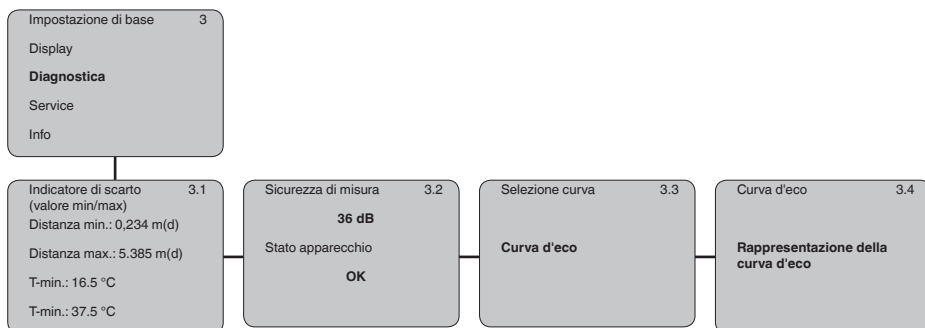 Impostazione di base 3
Display
Diagnostica
Service
Info
Indicatore di scarto 3.1
(valore min/max)
Distanza min.: 0,234 m(d)
Distanza max.: 5.385 m(d)
T-min.: 16.5 °C
T-min.: 37.5 °C
Sicurezza di misura 3.2
36 dB
Stato apparecchio
OK
Selezione curva 3.3
Curva d'eco
Curva d'eco 3.4
Rappresentazione della
curva d'eco